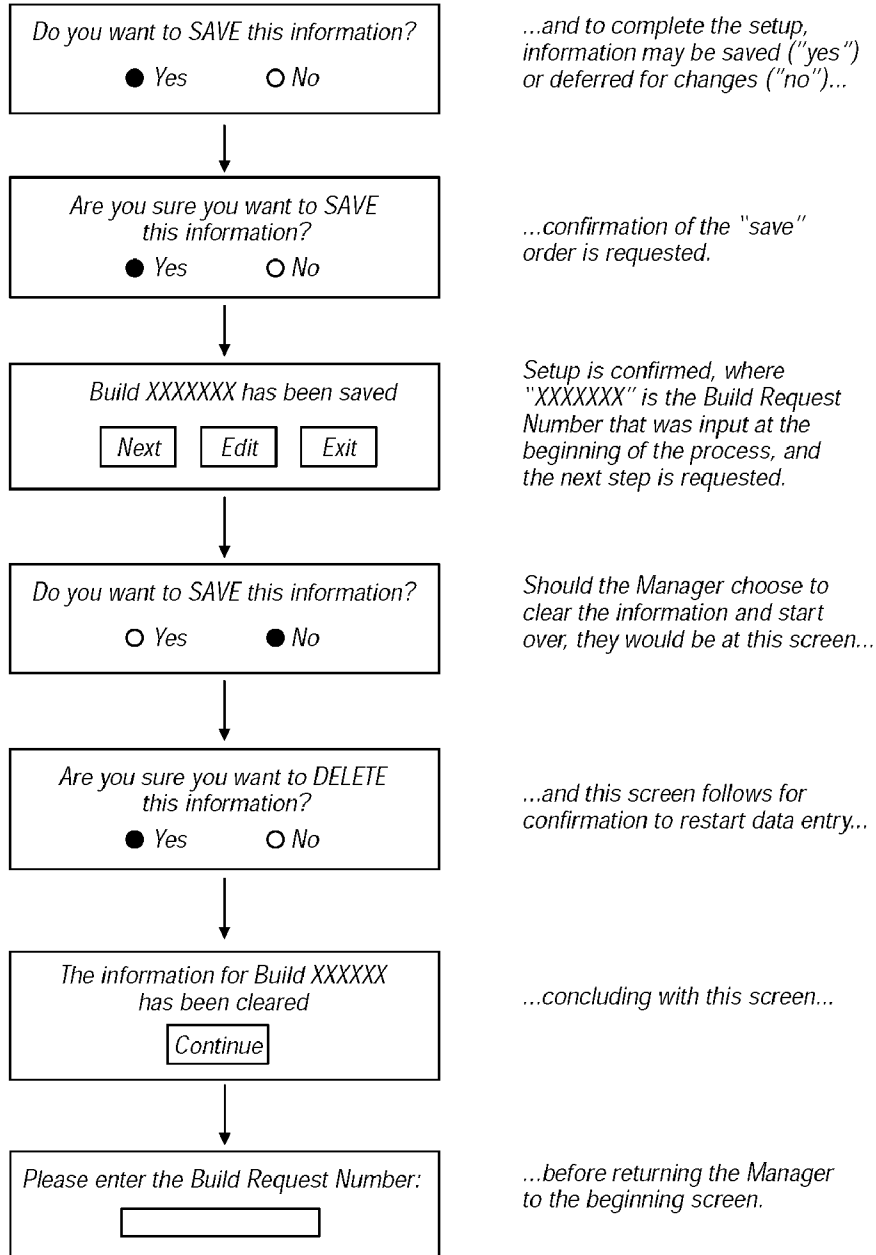 Do you want to SAVE this information?
Yes No
...and to complete the setup,
information may be saved ("yes")
or deferred for changes ("no")...
Are you sure you want to SAVE
this information?
Yes No
...confirmation of the "save"
order is requested.
Build XXXXXXX has been saved
Next Edit Exit
Setup is confirmed, where
"XXXXXXX" is the Build Request
Number that was input at the
beginning of the process, and
the next step is requested.
Do you want to SAVE this information?
Yes No
Should the Manager choose to
clear the information and start
over, they would be at this screen...
Are you sure you want to DELETE
this information?
Yes No
...and this screen follows for
confirmation to restart data entry...
The information for Build XXXXXX
has been cleared
Continue
...concluding with this screen...
Please enter the Build Request Number:
...before returning the Manager
to the beginning screen.